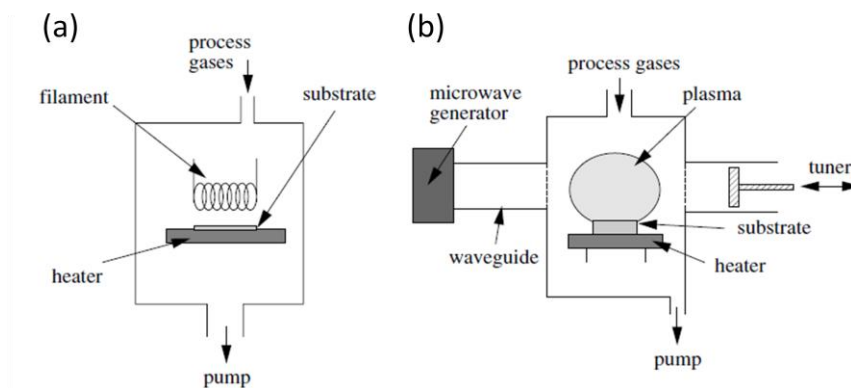 (a)
process
gases
filament
substrate
heater
pump
(b)
process gases
microwave
generator
plasma
tuner
substrate
waveguide
heater
pump